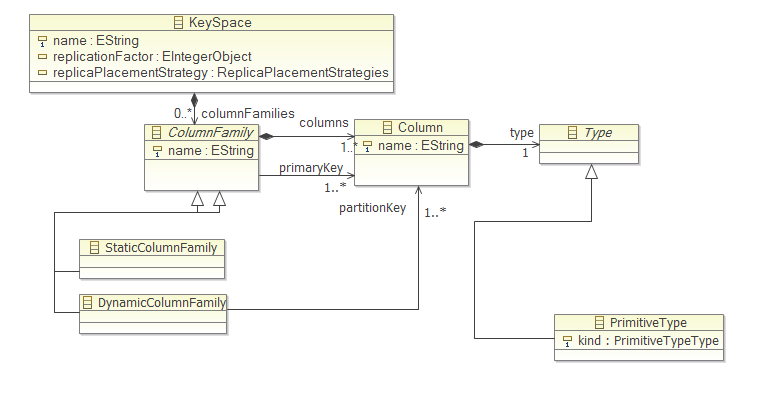 KeySpace
name : EString
replicationFactor : EIntegerObject
replicaPlacementStrategy : ReplicaPlacementStrategies
0..* columnFamilies
ColumnFamily
name : EString
columns
1..*
primaryKey
1..*
Column
name : EString
type
1
Type
partitionKey
1..*
StaticColumnFamily
DynamicColumnFamily
PrimitiveType
kind : PrimitiveTypeType